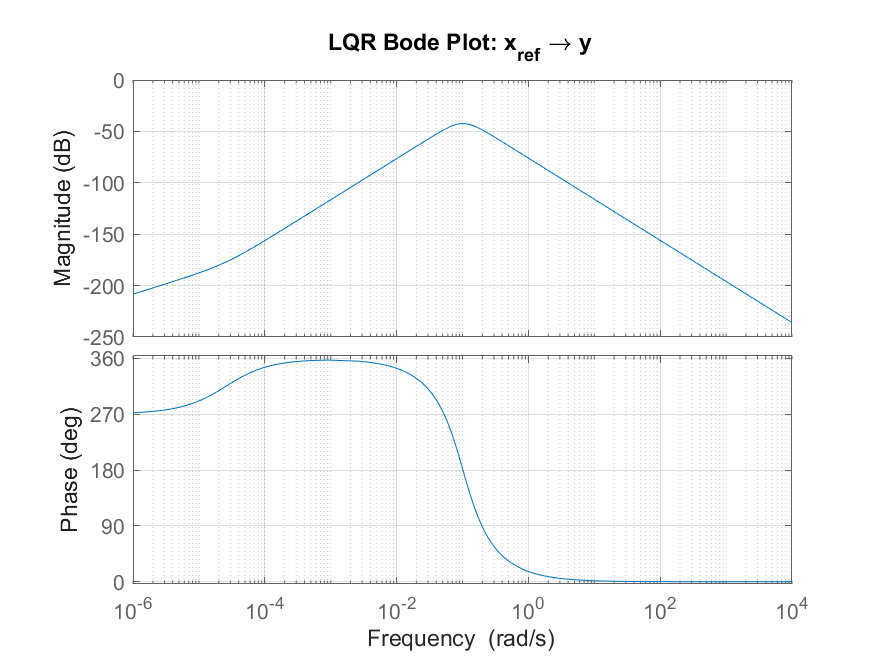 LQR Bode Plot: x_ref → y
Magnitude (dB)
0
-50
-100
-150
-200
-250
Phase (deg)
360
270
180
90
0
10^-6 10^-4 10^-2 10^0 10^2 10^4
Frequency (rad/s)